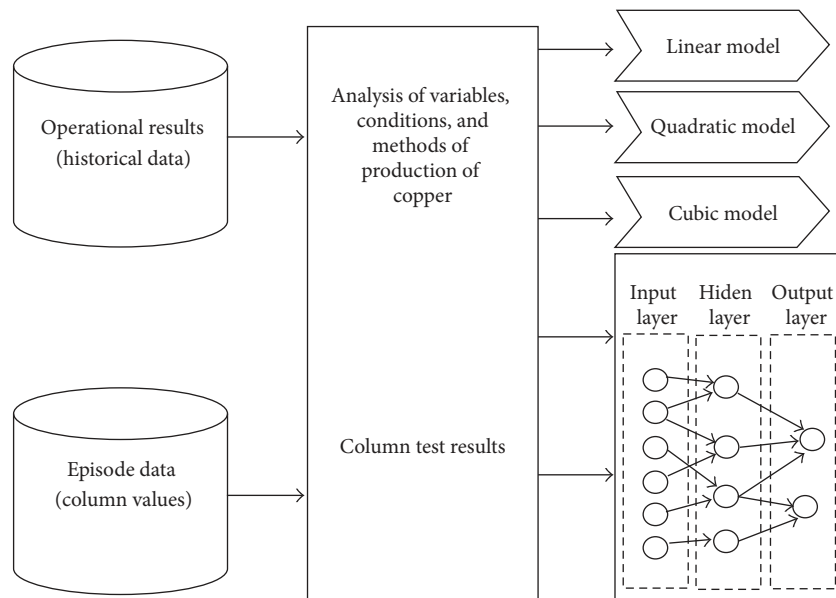 Operational results
(historical data)
Episode data
(column values)
Analysis of variables,
conditions, and
methods of
production of
copper
Column test results
Linear model
Quadratic model
Cubic model
Input
layer
Hiden
layer
Output
layer